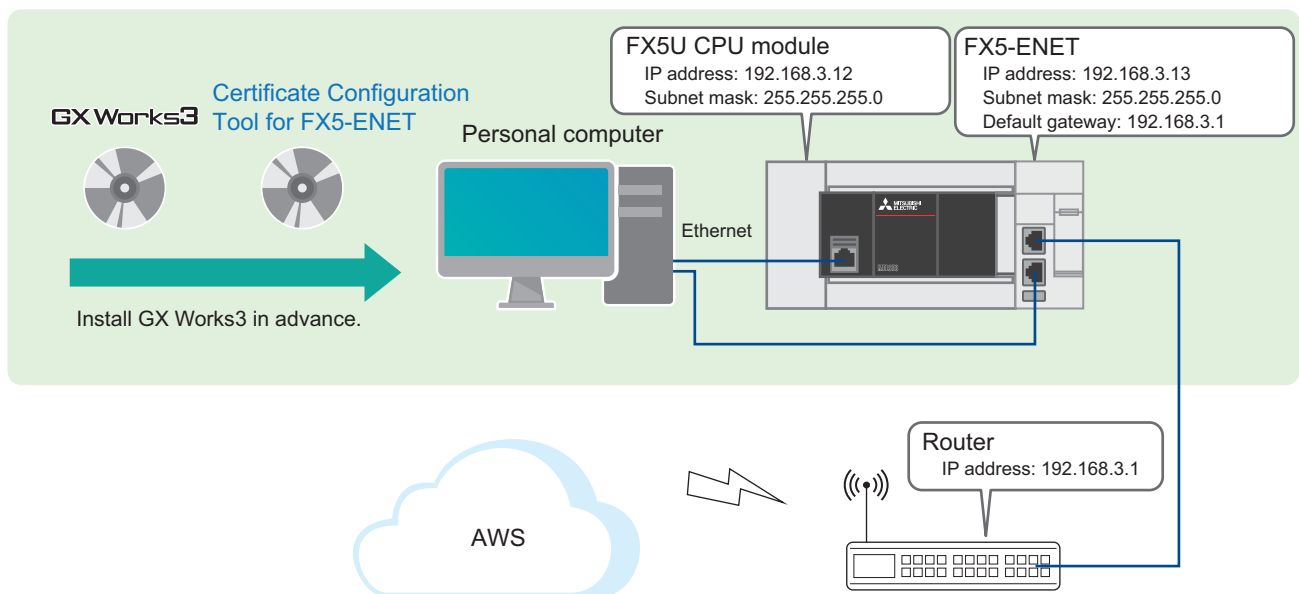 FX5U CPU module
IP address: 192.168.3.12
Subnet mask: 255.255.255.0
FX5-ENET
IP address: 192.168.3.13
Subnet mask: 255.255.255.0
Default gateway: 192.168.3.1
GX Works3
Certificate Configuration
Tool for FX5-ENET
Personal computer
Ethernet
MITSUBISHI
ELECTRIC
Install GX Works3 in advance.
Router
IP address: 192.168.3.1
AWS